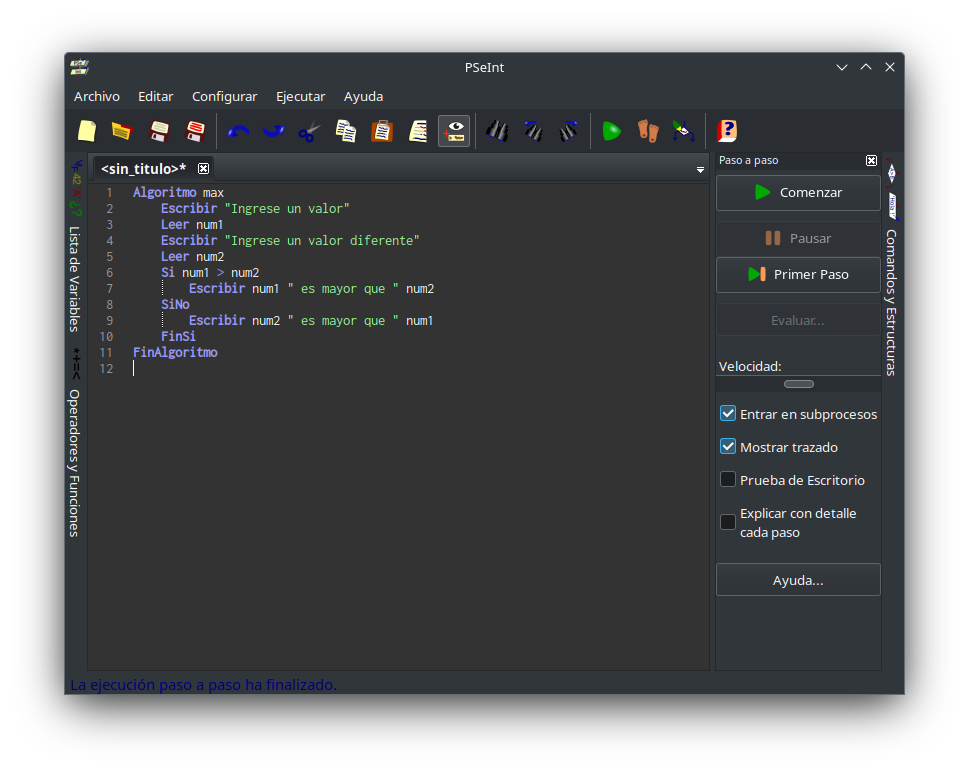 PSeInt
Archivo Editar Configurar Ejecutar Ayuda
<sin_titulo>*
Paso a paso
1 Algoritmo max
2 Escribir "Ingrese un valor"
3 Leer num1
4 Escribir "Ingrese un valor diferente"
5 Leer num2
6 Si num1 > num2
7 Escribir num1 " es mayor que " num2
8 SiNo
9 Escribir num2 " es mayor que " num1
10 FinSi
11 FinAlgoritmo
12
Lista de Variables
*+=<
Operadores y Funciones
Comenzar
Pausar
Primer Paso
Evaluar...
Velocidad:
Entrar en subprocesos
Mostrar trazado
Prueba de Escritorio
Explicar con detalle
cada paso
Ayuda...
Comandos y Estructuras
La ejecución paso a paso ha finalizado.